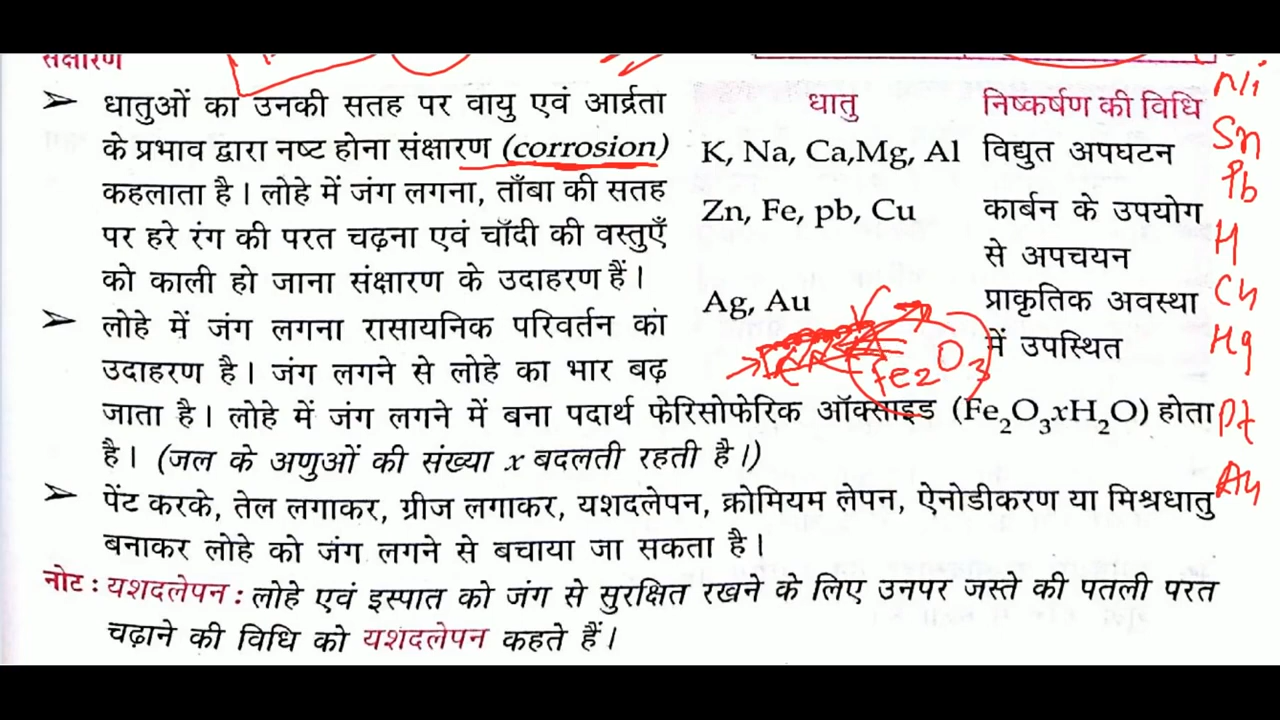 संक्षारण
➤ धातुओं का उनकी सतह पर वायु एवं आर्द्रता
के प्रभाव द्वारा नष्ट होना संक्षारण (corrosion)
कहलाता है। लोहे में जंग लगना, ताँबा की सतह
पर हरे रंग की परत चढ़ना एवं चाँदी की वस्तुएँ
को काली हो जाना संक्षारण के उदाहरण हैं।
धातु निष्कर्षण की विधि
K, Na, Ca,Mg, Al विद्युत अपघटन
Zn, Fe, pb, Cu कार्बन के उपयोग
से अपचयन
Ag, Au प्राकृतिक अवस्था
में उपस्थित
Fe2O3
➤ लोहे में जंग लगना रासायनिक परिवर्तन का
उदाहरण है। जंग लगने से लोहे का भार बढ़
जाता है। लोहे में जंग लगने में बना पदार्थ फेरिसोफेरिक ऑक्साइड (Fe₂O₃xH₂O) होता
है। (जल के अणुओं की संख्या x बदलती रहती है।)
➤ पेंट करके, तेल लगाकर, ग्रीज लगाकर, यशदलेपन, क्रोमियम लेपन, ऐनोडीकरण या मिश्रधातु
बनाकर लोहे को जंग लगने से बचाया जा सकता है।
नोट : यशदलेपन : लोहे एवं इस्पात को जंग से सुरक्षित रखने के लिए उनपर जस्ते की पतली परत
चढ़ाने की विधि को यशदलेपन कहते हैं।
Ni
Sn
Pb
H
Cu
Hg
Pt
Au